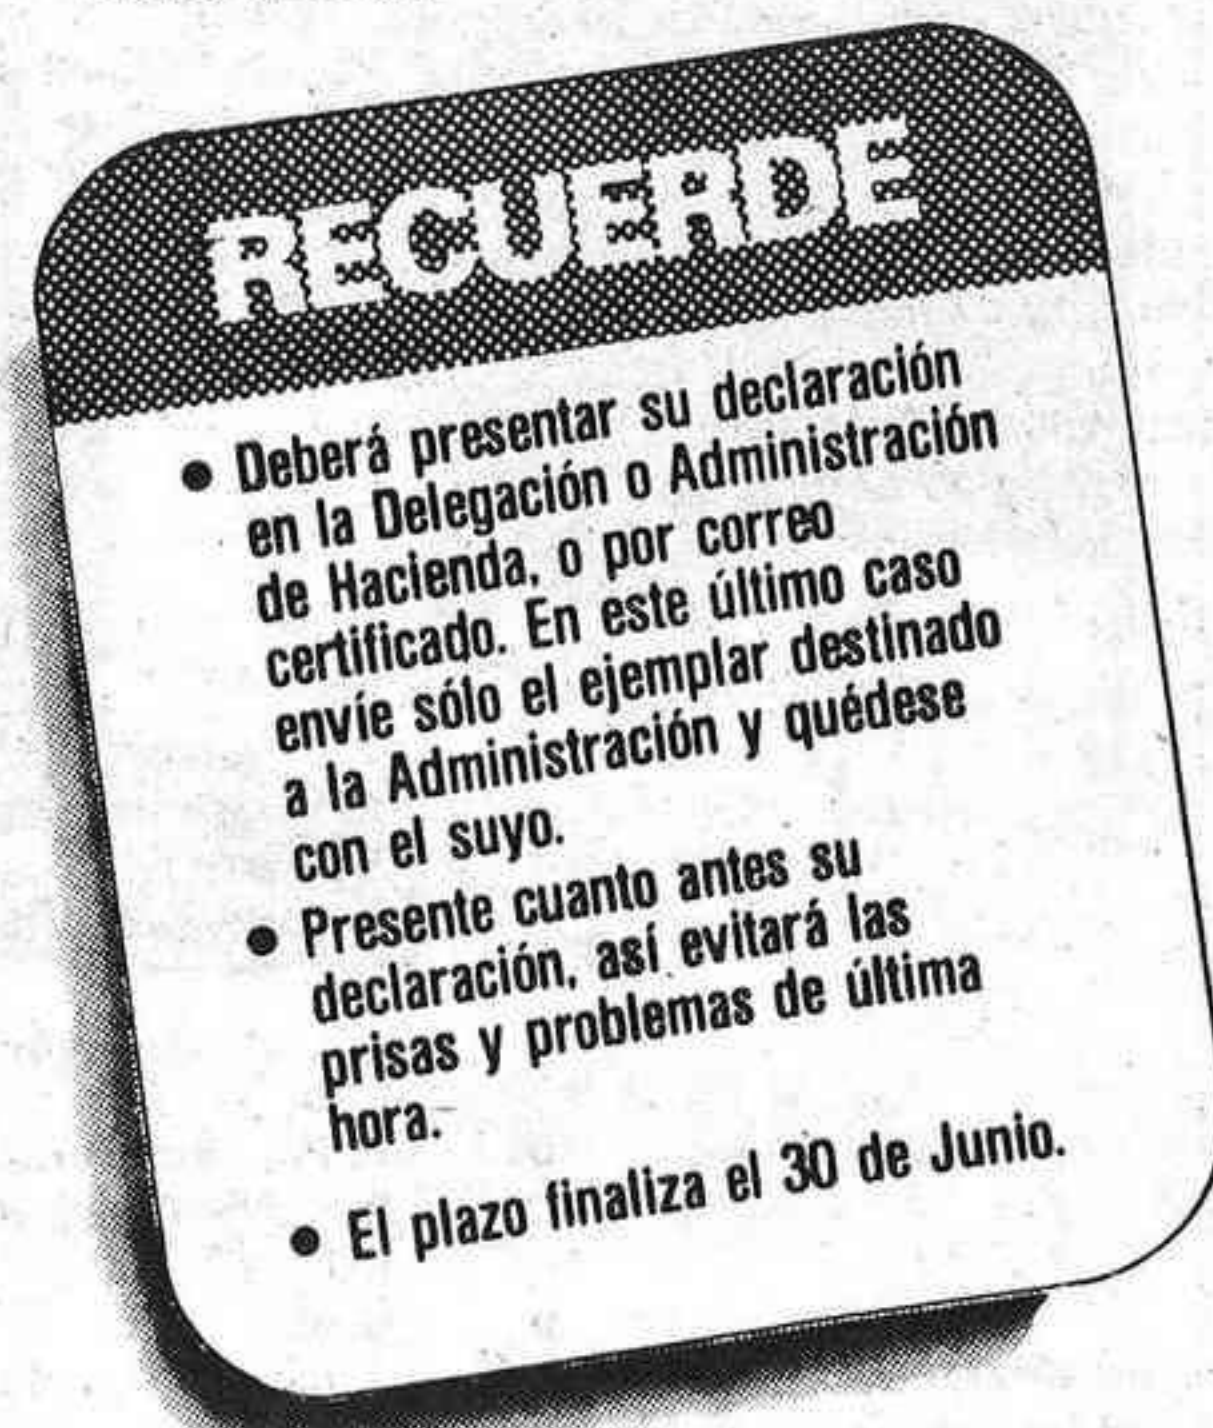 RECUERDE
● Deberá presentar su declaración
en la Delegación o Administración
de Hacienda, o por correo
certificado. En este último caso
envíe sólo el ejemplar destinado
a la Administración y quédese
con el suyo.
● Presente cuanto antes su
declaración, así evitará las
prisas y problemas de última
hora.
● El plazo finaliza el 30 de Junio.